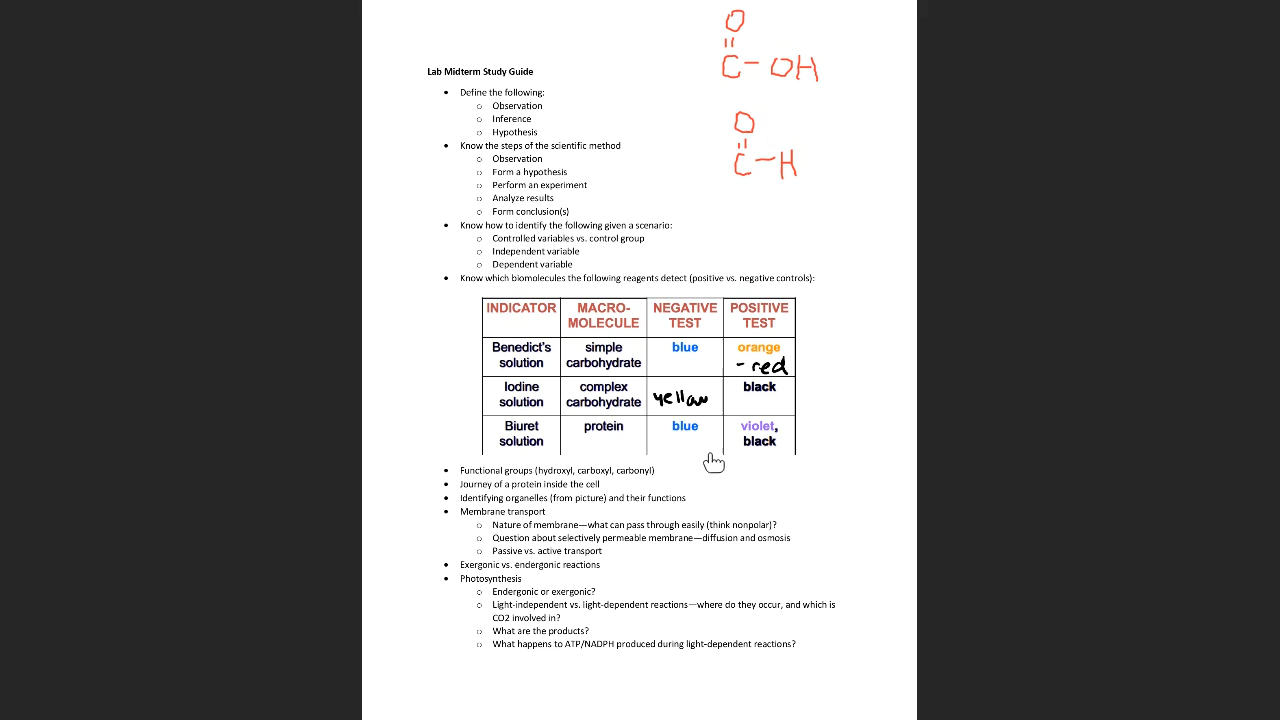 O
C - OH
Lab Midterm Study Guide
• Define the following:
o Observation
o Inference
o Hypothesis
O
C - H
• Know the steps of the scientific method
o Observation
o Form a hypothesis
o Perform an experiment
o Analyze results
o Form conclusion(s)
• Know how to identify the following given a scenario:
o Controlled variables vs. control group
o Independent variable
o Dependent variable
• Know which biomolecules the following reagents detect (positive vs. negative controls):
INDICATOR MACRO-MOLECULE NEGATIVE TEST POSITIVE TEST
Benedict's solution simple carbohydrate blue orange - red
Iodine solution complex carbohydrate yellow black
Biuret solution protein blue violet, black
• Functional groups (hydroxyl, carboxyl, carbonyl)
• Journey of a protein inside the cell
• Identifying organelles (from picture) and their functions
• Membrane transport
o Nature of membrane—what can pass through easily (think nonpolar)?
o Question about selectively permeable membrane—diffusion and osmosis
o Passive vs. active transport
• Exergonic vs. endergonic reactions
• Photosynthesis
o Endergonic or exergonic?
o Light-independent vs. light-dependent reactions—where do they occur, and which is
CO2 involved in?
o What are the products?
o What happens to ATP/NADPH produced during light-dependent reactions?